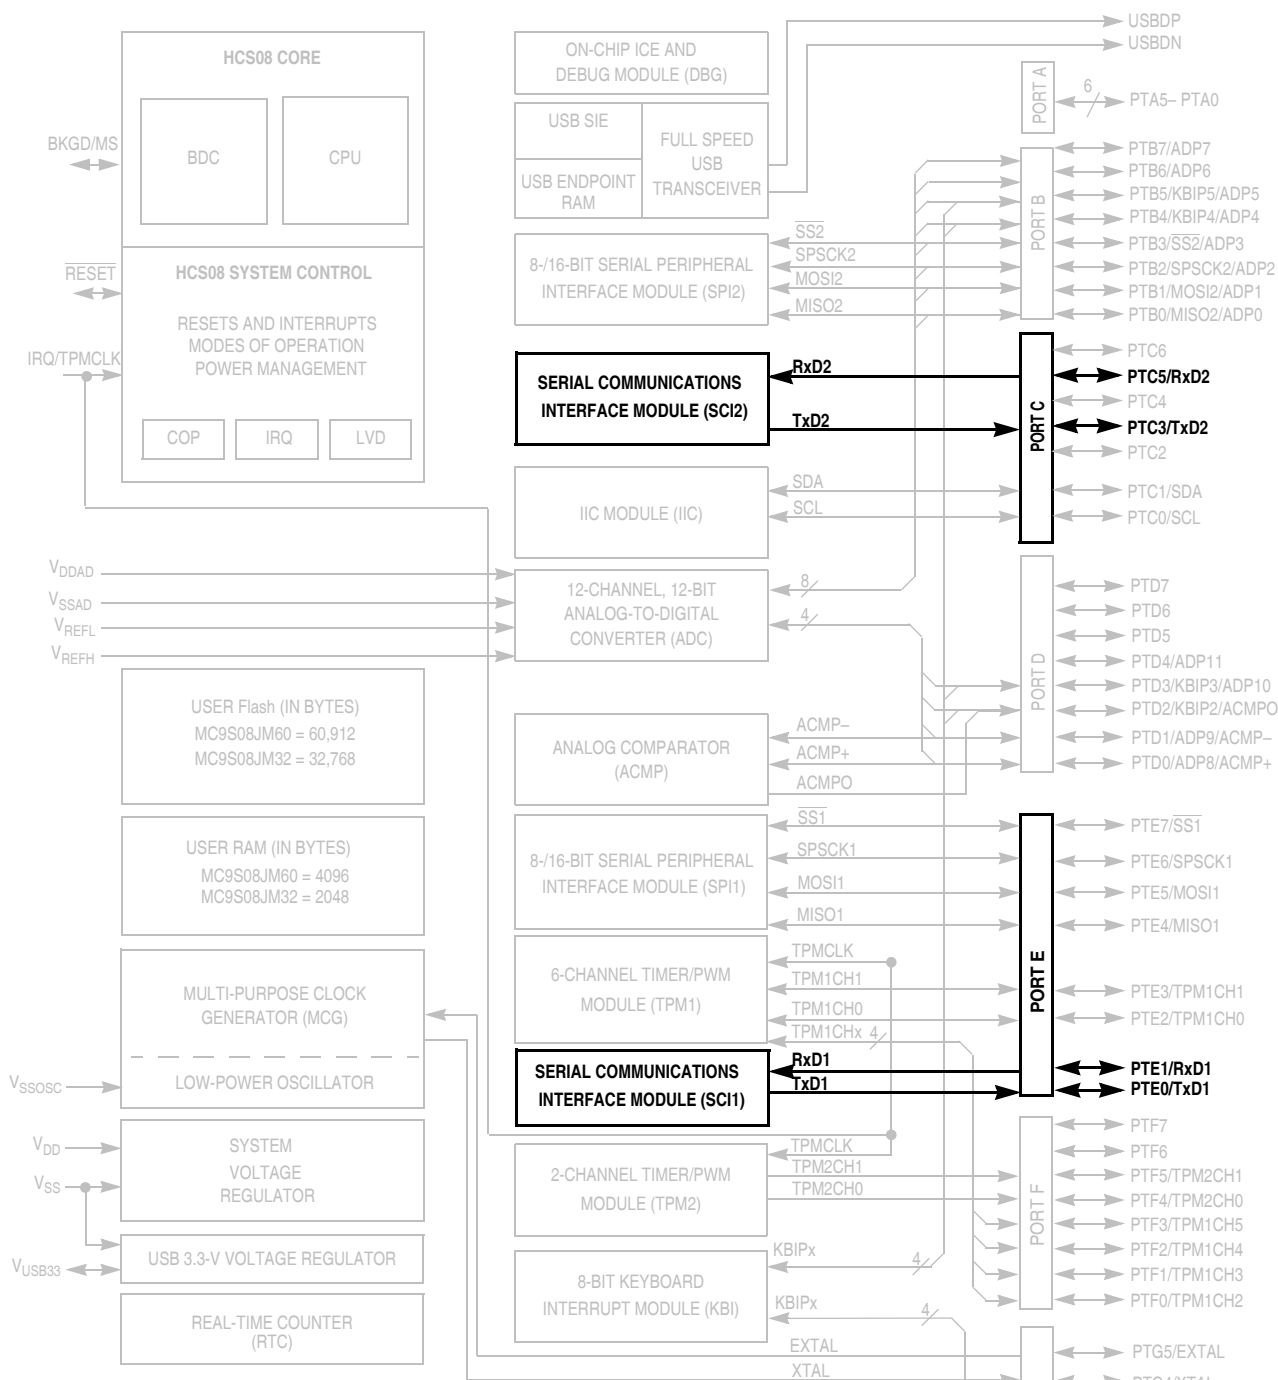 HCS08 CORE
BDC
CPU
BKGD/MS
RESET
HCS08 SYSTEM CONTROL
RESETS AND INTERRUPTS
MODES OF OPERATION
POWER MANAGEMENT
IRQ/TPMCLK
COP
IRQ
LVD
VDDAD
VSSAD
VREFL
VREFH
USER Flash (IN BYTES)
MC9S08JM60 = 60,912
MC9S08JM32 = 32,768
USER RAM (IN BYTES)
MC9S08JM60 = 4096
MC9S08JM32 = 2048
MULTI-PURPOSE CLOCK
GENERATOR (MCG)
LOW-POWER OSCILLATOR
VSSOSC
VDD
VSS
SYSTEM
VOLTAGE
REGULATOR
VUSB33
USB 3.3-V VOLTAGE REGULATOR
REAL-TIME COUNTER
(RTC)
ON-CHIP ICE AND
DEBUG MODULE (DBG)
USB SIE
USB ENDPOINT
RAM
FULL SPEED
USB
TRANSCEIVER
8-/16-BIT SERIAL PERIPHERAL
INTERFACE MODULE (SPI2)
SS2
SPSCK2
MOSI2
MISO2
SERIAL COMMUNICATIONS
INTERFACE MODULE (SCI2)
RxD2
TxD2
IIC MODULE (IIC)
SDA
SCL
12-CHANNEL, 12-BIT
ANALOG-TO-DIGITAL
CONVERTER (ADC)
8
4
ANALOG COMPARATOR
(ACMP)
ACMP–
ACMP+
ACMPO
8-/16-BIT SERIAL PERIPHERAL
INTERFACE MODULE (SPI1)
SS1
SPSCK1
MOSI1
MISO1
6-CHANNEL TIMER/PWM
MODULE (TPM1)
TPMCLK
TPM1CH1
TPM1CH0
TPM1CHx 4
SERIAL COMMUNICATIONS
INTERFACE MODULE (SCI1)
RxD1
TxD1
2-CHANNEL TIMER/PWM
MODULE (TPM2)
TPMCLK
TPM2CH1
TPM2CH0
8-BIT KEYBOARD
INTERRUPT MODULE (KBI)
KBIPx
4
KBIPx
4
EXTAL
XTAL
USBDP
USBDN
PORT A
6
PTA5– PTA0
PORT B
PTB7/ADP7
PTB6/ADP6
PTB5/KBIP5/ADP5
PTB4/KBIP4/ADP4
PTB3/SS2/ADP3
PTB2/SPSCK2/ADP2
PTB1/MOSI2/ADP1
PTB0/MISO2/ADP0
PORT C
PTC6
PTC5/RxD2
PTC4
PTC3/TxD2
PTC2
PTC1/SDA
PTC0/SCL
PORT D
PTD7
PTD6
PTD5
PTD4/ADP11
PTD3/KBIP3/ADP10
PTD2/KBIP2/ACMPO
PTD1/ADP9/ACMP–
PTD0/ADP8/ACMP+
PORT E
PTE7/SS1
PTE6/SPSCK1
PTE5/MOSI1
PTE4/MISO1
PTE3/TPM1CH1
PTE2/TPM1CH0
PTE1/RxD1
PTE0/TxD1
PORT F
PTF7
PTF6
PTF5/TPM2CH1
PTF4/TPM2CH0
PTF3/TPM1CH5
PTF2/TPM1CH4
PTF1/TPM1CH3
PTF0/TPM1CH2
PTG5/EXTAL